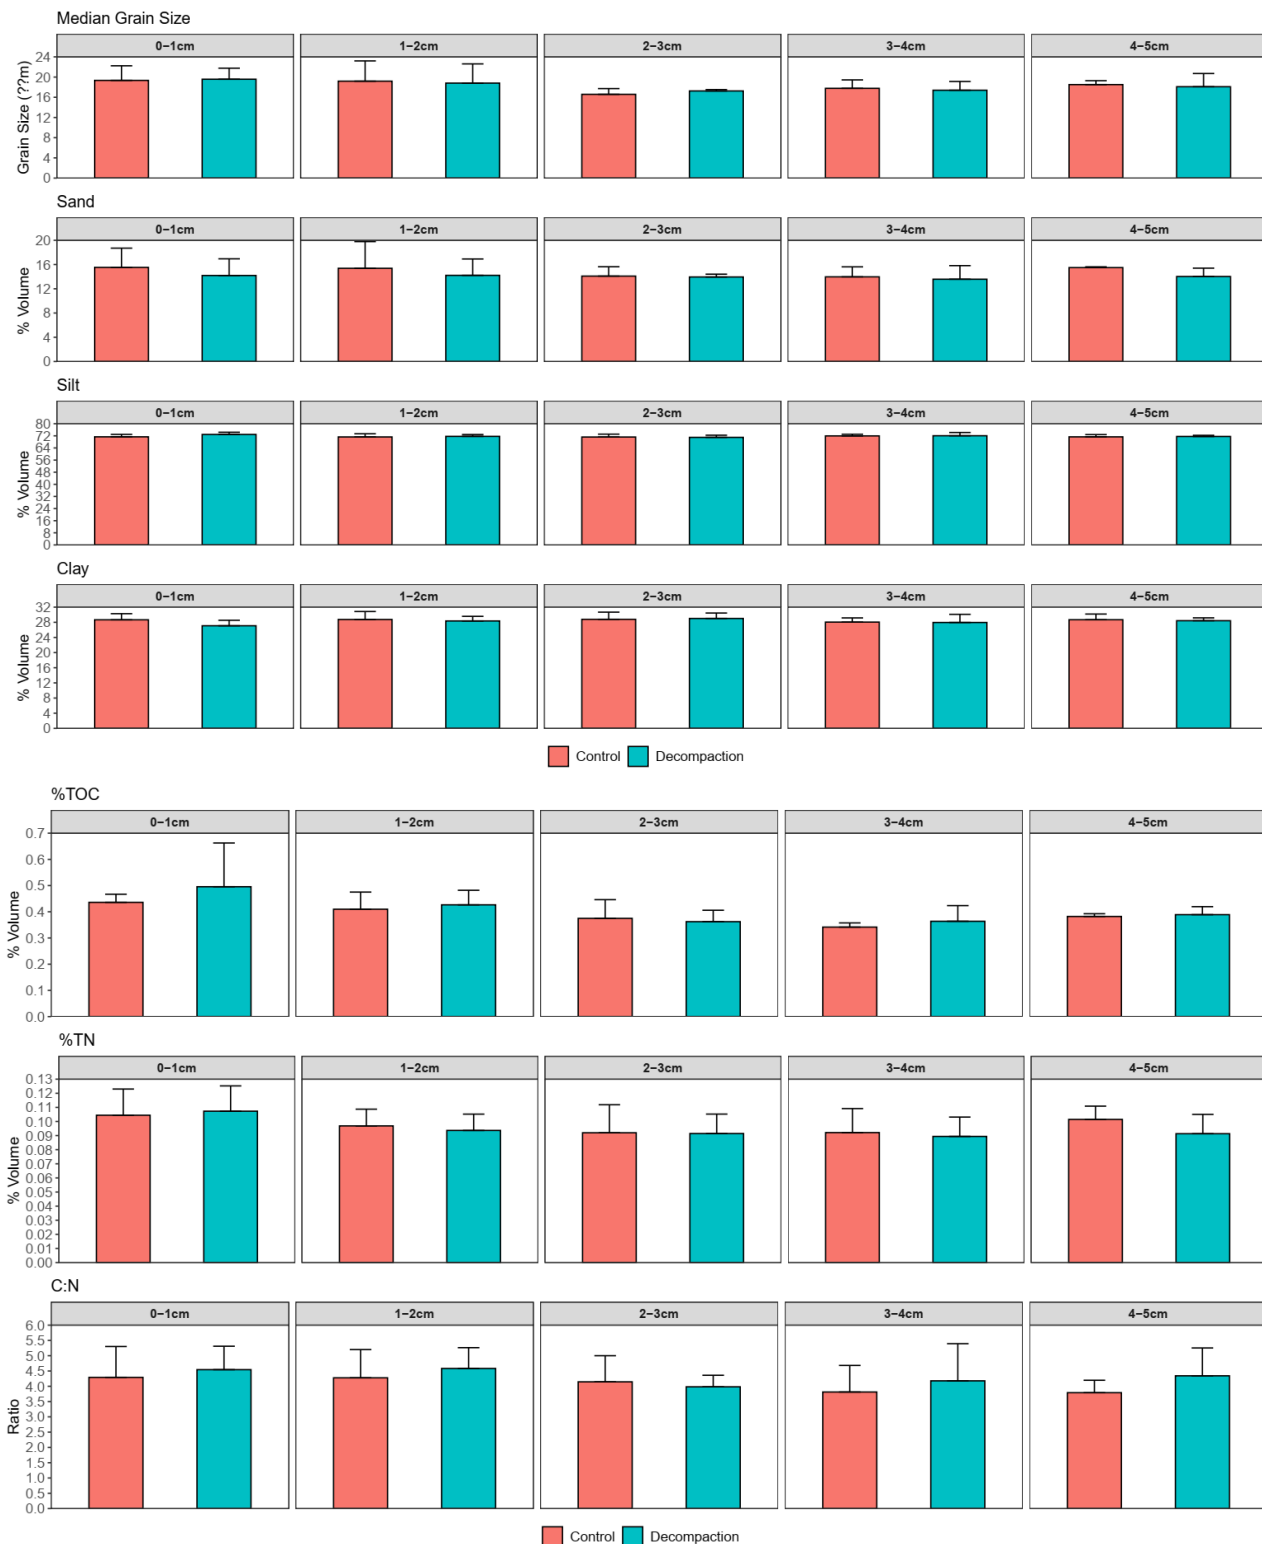 Median Grain Size
0−1cm 1−2cm 2−3cm 3−4cm 4−5cm
Grain Size (??m)
24
20
16
12
8
4
0
Sand
0−1cm 1−2cm 2−3cm 3−4cm 4−5cm
% Volume
20
16
12
8
4
0
Silt
0−1cm 1−2cm 2−3cm 3−4cm 4−5cm
% Volume
80
72
64
56
48
40
32
24
16
8
0
Clay
0−1cm 1−2cm 2−3cm 3−4cm 4−5cm
% Volume
32
28
24
20
16
12
8
4
0
Control Decompaction
%TOC
0−1cm 1−2cm 2−3cm 3−4cm 4−5cm
% Volume
0.7
0.6
0.5
0.4
0.3
0.2
0.1
0.0
%TN
0−1cm 1−2cm 2−3cm 3−4cm 4−5cm
% Volume
0.13
0.12
0.11
0.10
0.09
0.08
0.07
0.06
0.05
0.04
0.03
0.02
0.01
0.00
C:N
0−1cm 1−2cm 2−3cm 3−4cm 4−5cm
Ratio
6.0
5.5
5.0
4.5
4.0
3.5
3.0
2.5
2.0
1.5
1.0
0.5
0.0
Control Decompaction